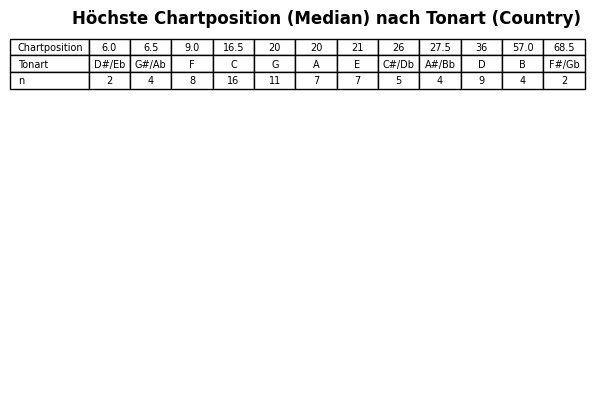 Höchste Chartposition (Median) nach Tonart (Country)
Chartposition 6.0 6.5 9.0 16.5 20 20 21 26 27.5 36 57.0 68.5
Tonart D#/Eb G#/Ab F C G A E C#/Db A#/Bb D B F#/Gb
n 2 4 8 16 11 7 7 5 4 9 4 2